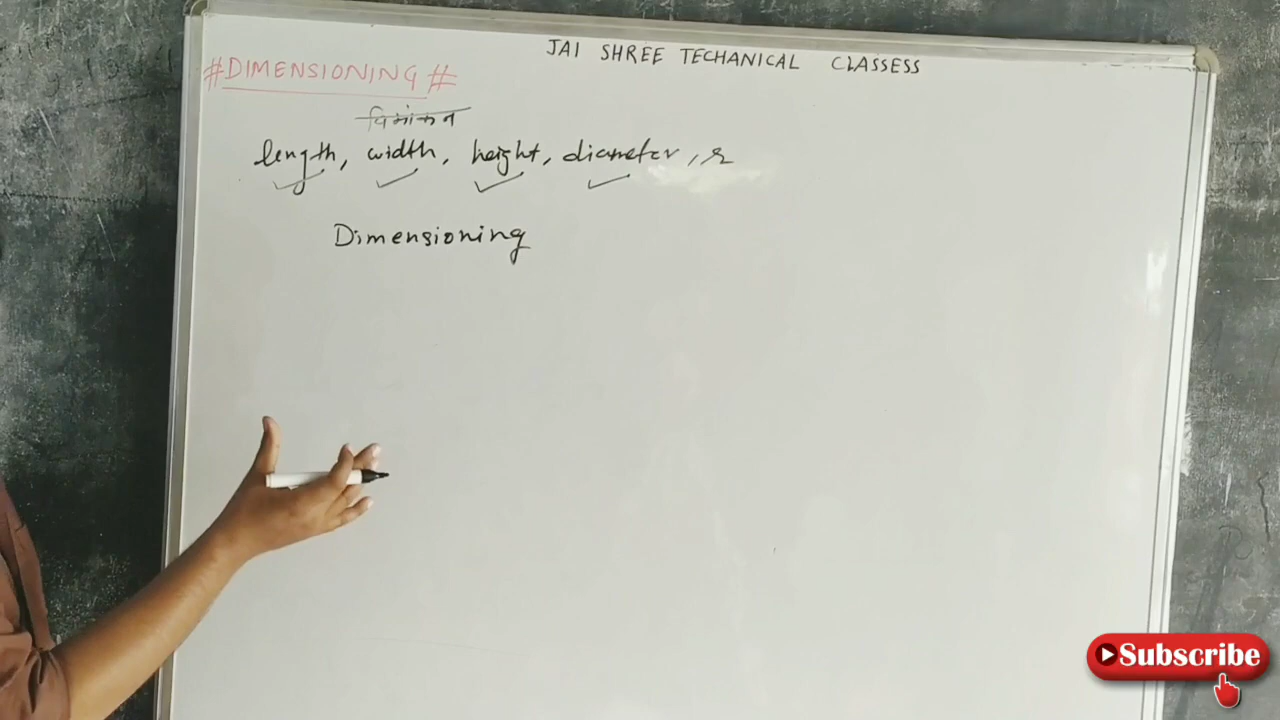 JAI SHREE TECHANICAL CLASSESS
#DIMENSIONING#
विमांकन
length, width, height, diameter, r
Dimensioning
Subscribe